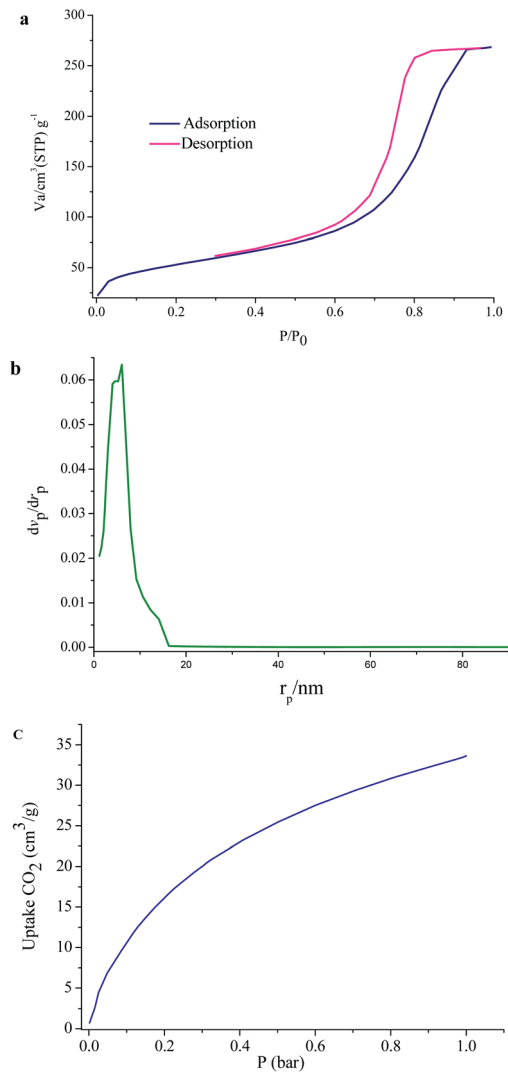 a
300
250
200
150
100
50
Va/cm³(STP) g⁻¹
Adsorption
Desorption
0.0 0.2 0.4 0.6 0.8 1.0
P/P₀
b
0.06
0.05
0.04
0.03
0.02
0.01
0.00
dvₚ/drₚ
0 20 40 60 80
rₚ/nm
c
35
30
25
20
15
10
5
0
Uptake CO₂ (cm³/g)
0.0 0.2 0.4 0.6 0.8 1.0
P (bar)